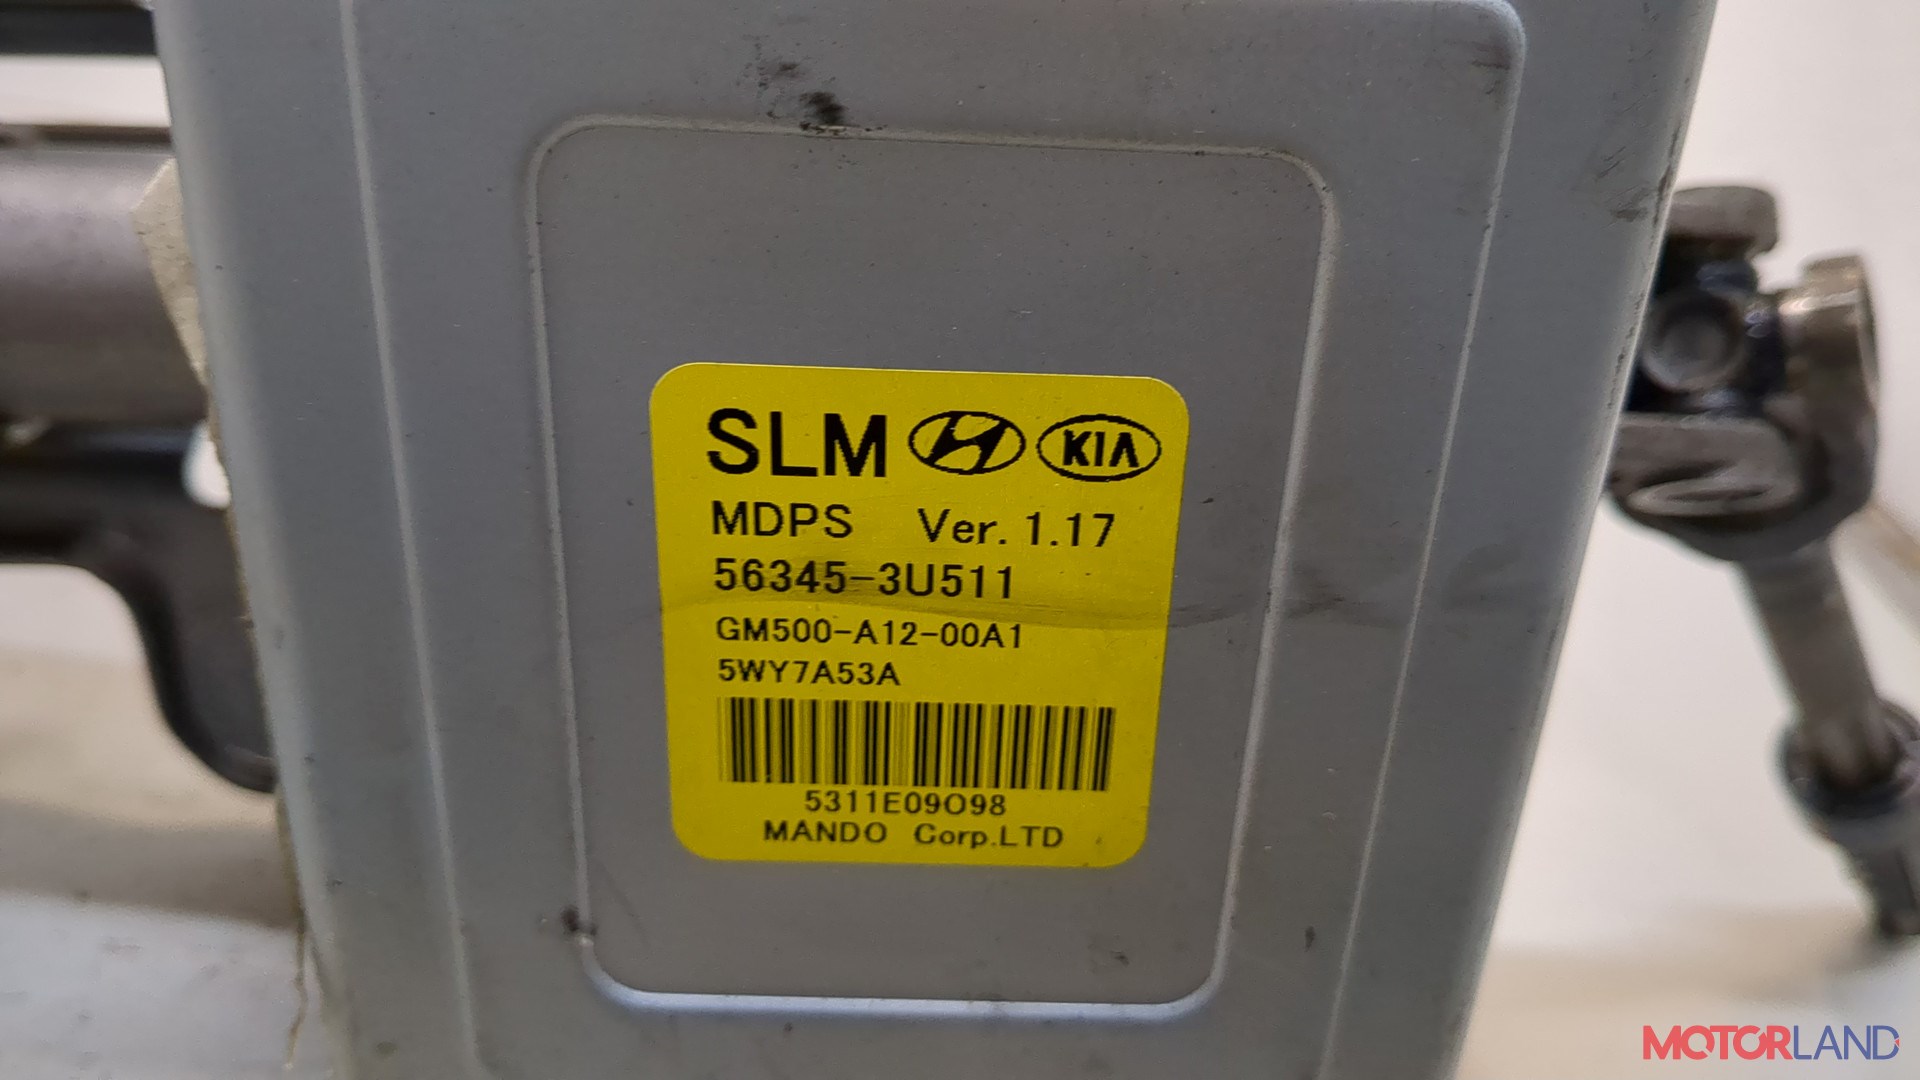 SLM KIA
MDPS Ver. 1.17
56345-3U511
GM500-A12-00A1
5WY7A53A
5311E09O98
MANDO Corp.LTD
MOTORLAND